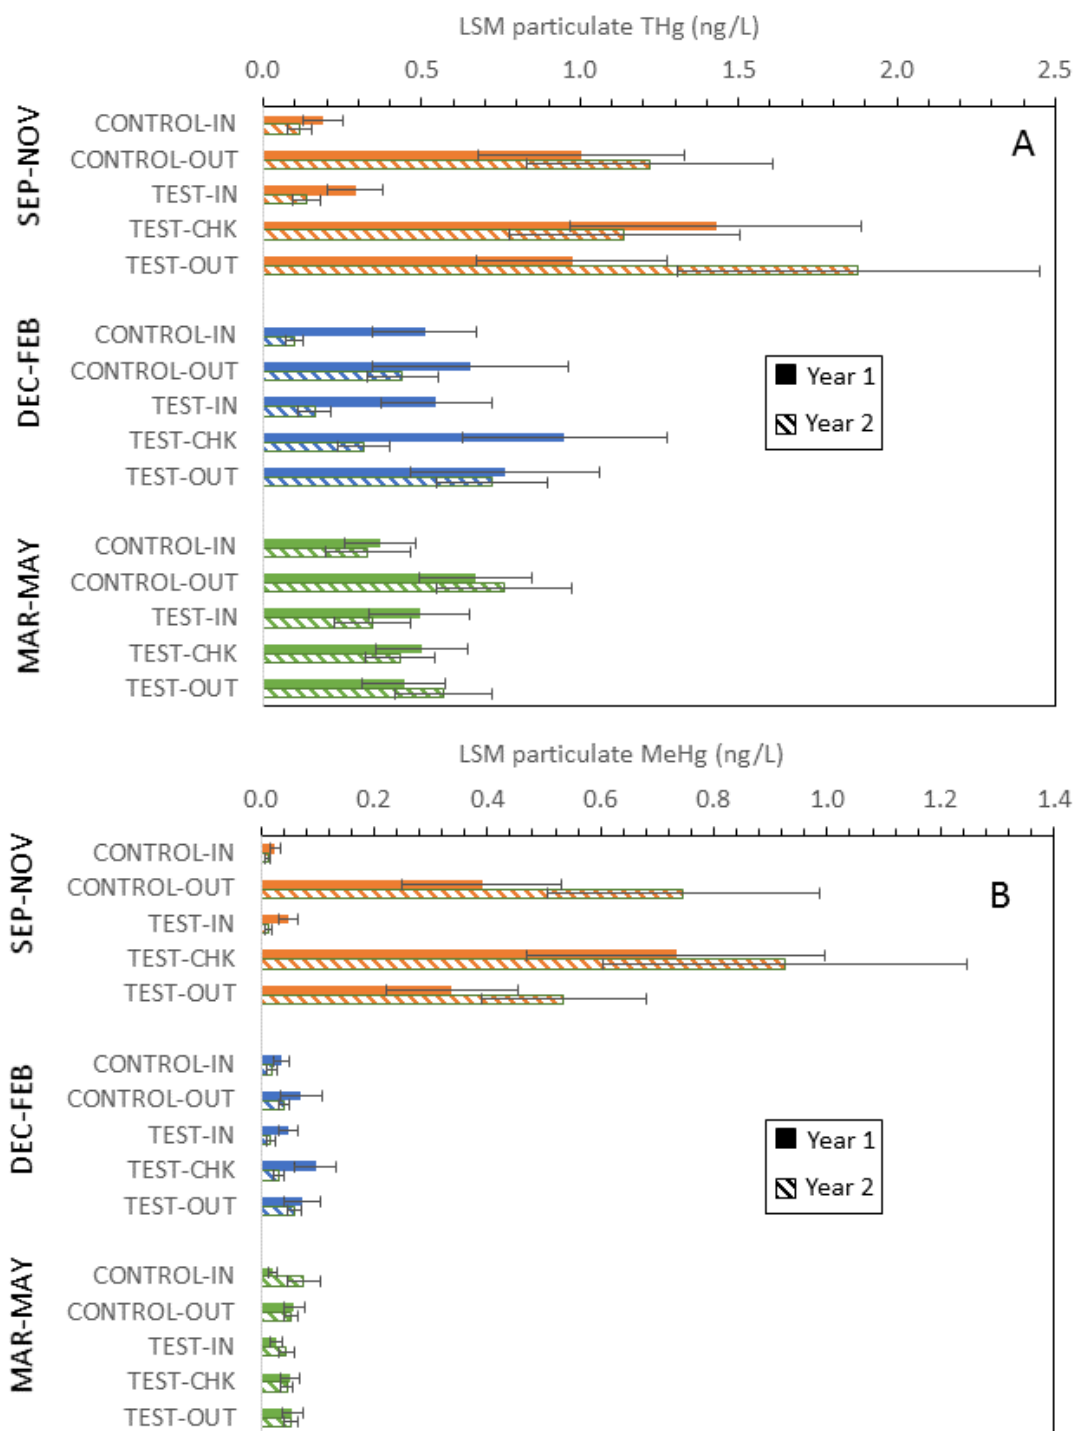 LSM particulate THg (ng/L)
0.0 0.5 1.0 1.5 2.0 2.5
A
SEP-NOV
CONTROL-IN
CONTROL-OUT
TEST-IN
TEST-CHK
TEST-OUT
DEC-FEB
CONTROL-IN
CONTROL-OUT
TEST-IN
TEST-CHK
TEST-OUT
Year 1
Year 2
MAR-MAY
CONTROL-IN
CONTROL-OUT
TEST-IN
TEST-CHK
TEST-OUT
LSM particulate MeHg (ng/L)
0.0 0.2 0.4 0.6 0.8 1.0 1.2 1.4
B
SEP-NOV
CONTROL-IN
CONTROL-OUT
TEST-IN
TEST-CHK
TEST-OUT
DEC-FEB
CONTROL-IN
CONTROL-OUT
TEST-IN
TEST-CHK
TEST-OUT
Year 1
Year 2
MAR-MAY
CONTROL-IN
CONTROL-OUT
TEST-IN
TEST-CHK
TEST-OUT